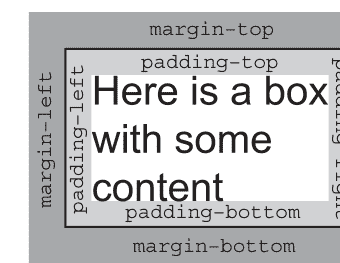 margin-top
padding-top
margin-left
padding-left
Here is a box
with some
content
padding-bottom
margin-bottom